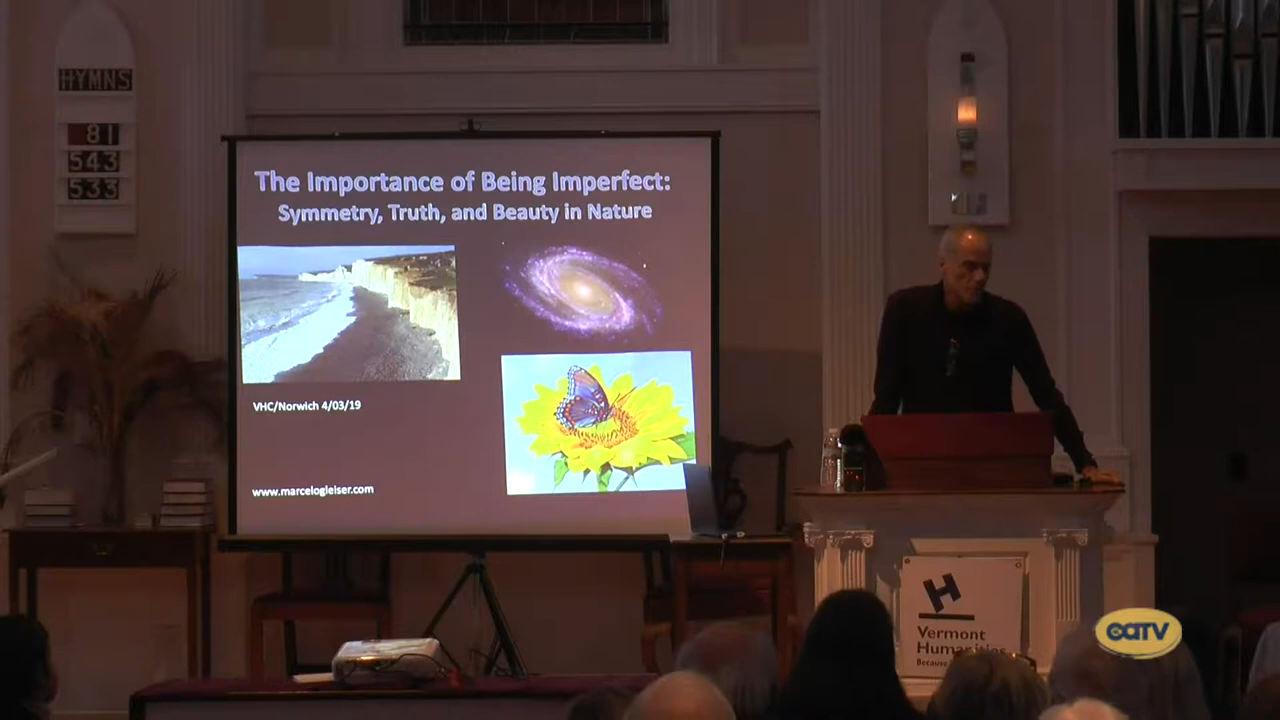 HYMNS
81
543
533
The Importance of Being Imperfect:
Symmetry, Truth, and Beauty in Nature
VHC/Norwich 4/03/19
www.marcelogleiser.com
H
Vermont
Humanities
Because
catv